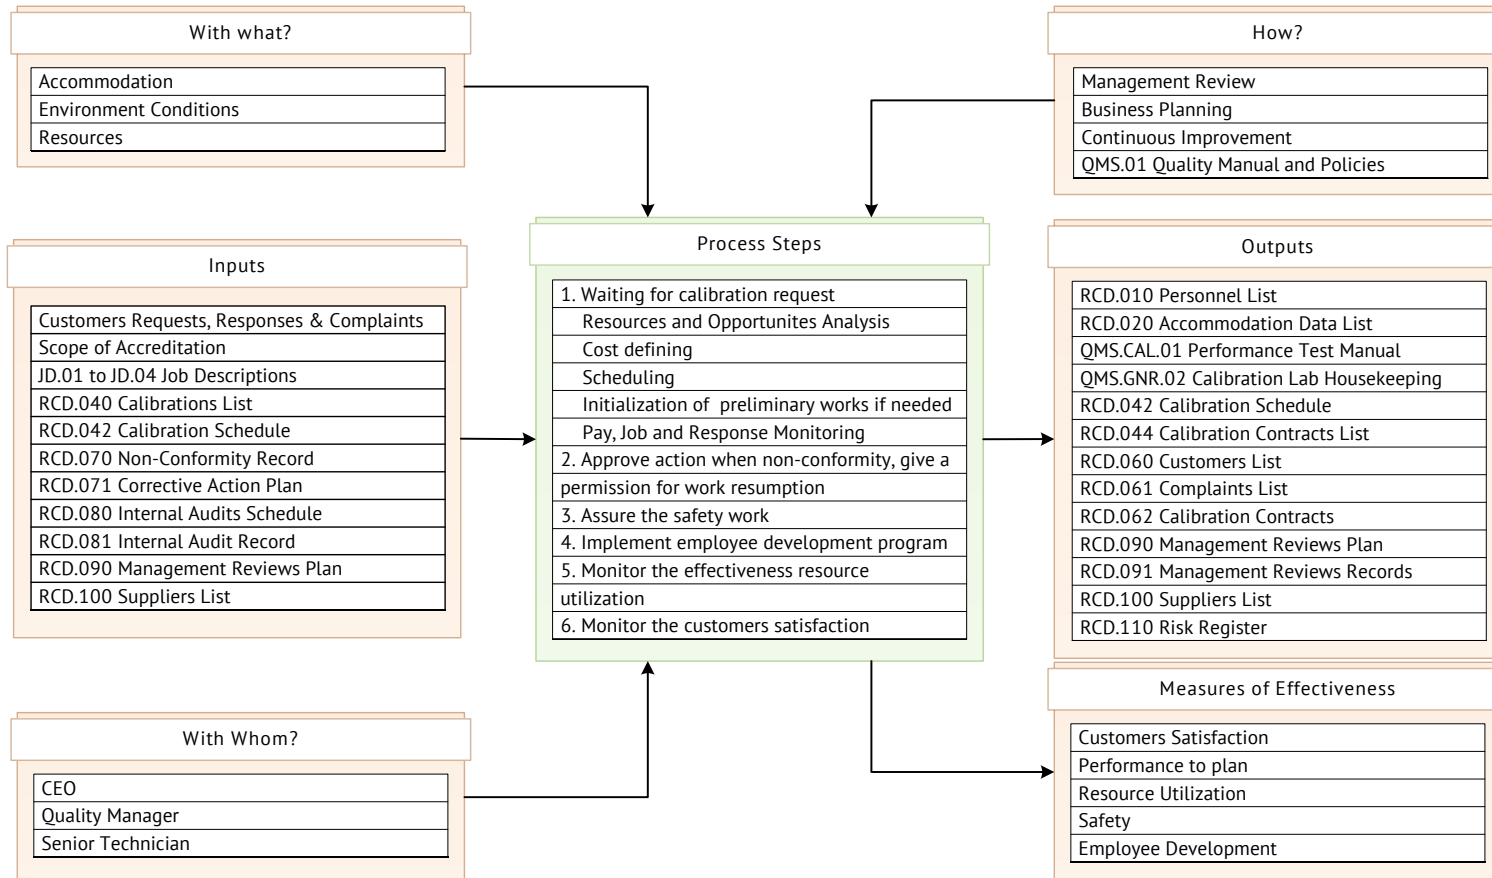 With what?
Accommodation
Environment Conditions
Resources
How?
Management Review
Business Planning
Continuous Improvement
QMS.01 Quality Manual and Policies
Inputs
Customers Requests, Responses & Complaints
Scope of Accreditation
JD.01 to JD.04 Job Descriptions
RCD.040 Calibrations List
RCD.042 Calibration Schedule
RCD.070 Non-Conformity Record
RCD.071 Corrective Action Plan
RCD.080 Internal Audits Schedule
RCD.081 Internal Audit Record
RCD.090 Management Reviews Plan
RCD.100 Suppliers List
Process Steps
1. Waiting for calibration request
Resources and Opportunites Analysis
Cost defining
Scheduling
Initialization of preliminary works if needed
Pay, Job and Response Monitoring
2. Approve action when non-conformity, give a
permission for work resumption
3. Assure the safety work
4. Implement employee development program
5. Monitor the effectiveness resource
utilization
6. Monitor the customers satisfaction
Outputs
RCD.010 Personnel List
RCD.020 Accommodation Data List
QMS.CAL.01 Performance Test Manual
QMS.GNR.02 Calibration Lab Housekeeping
RCD.042 Calibration Schedule
RCD.044 Calibration Contracts List
RCD.060 Customers List
RCD.061 Complaints List
RCD.062 Calibration Contracts
RCD.090 Management Reviews Plan
RCD.091 Management Reviews Records
RCD.100 Suppliers List
RCD.110 Risk Register
With Whom?
CEO
Quality Manager
Senior Technician
Measures of Effectiveness
Customers Satisfaction
Performance to plan
Resource Utilization
Safety
Employee Development